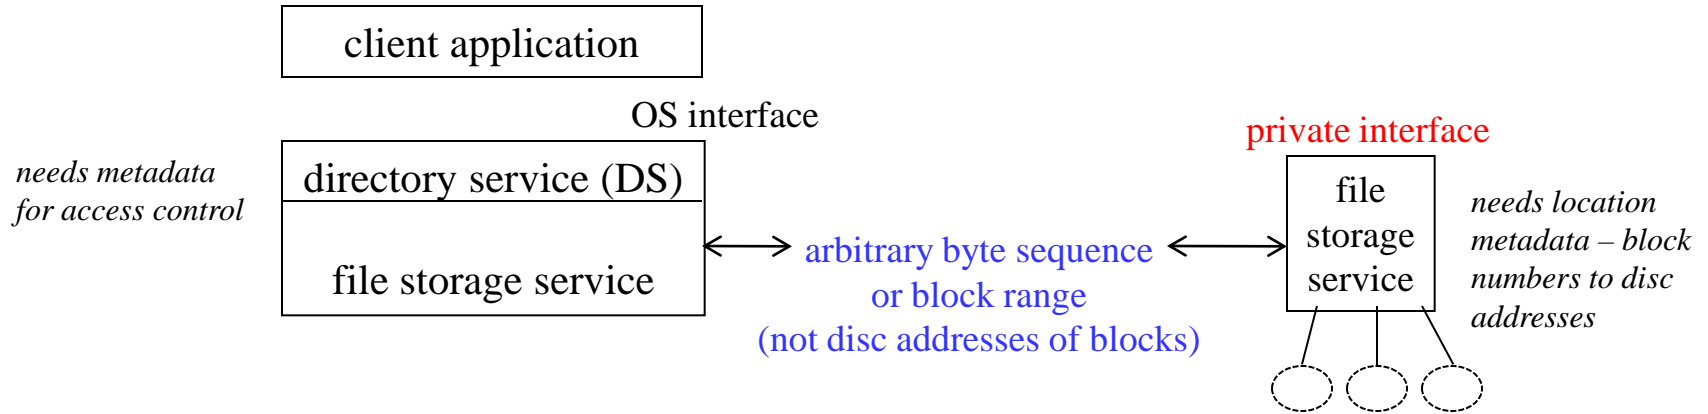 client application
OS interface
needs metadata
for access control
directory service (DS)
file storage service
arbitrary byte sequence
or block range
(not disc addresses of blocks)
private interface
file
storage
service
needs location
metadata – block
numbers to disc
addresses